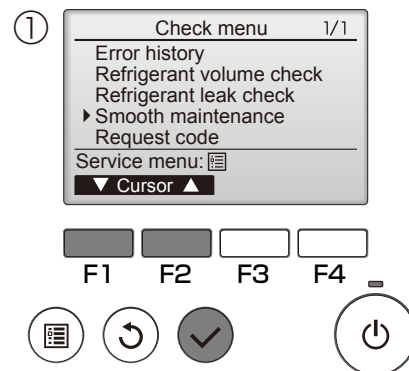 ①
Check menu 1/1
Error history
Refrigerant volume check
Refrigerant leak check
Smooth maintenance
Request code
Service menu:
▼ Cursor ▲
F1 F2 F3 F4